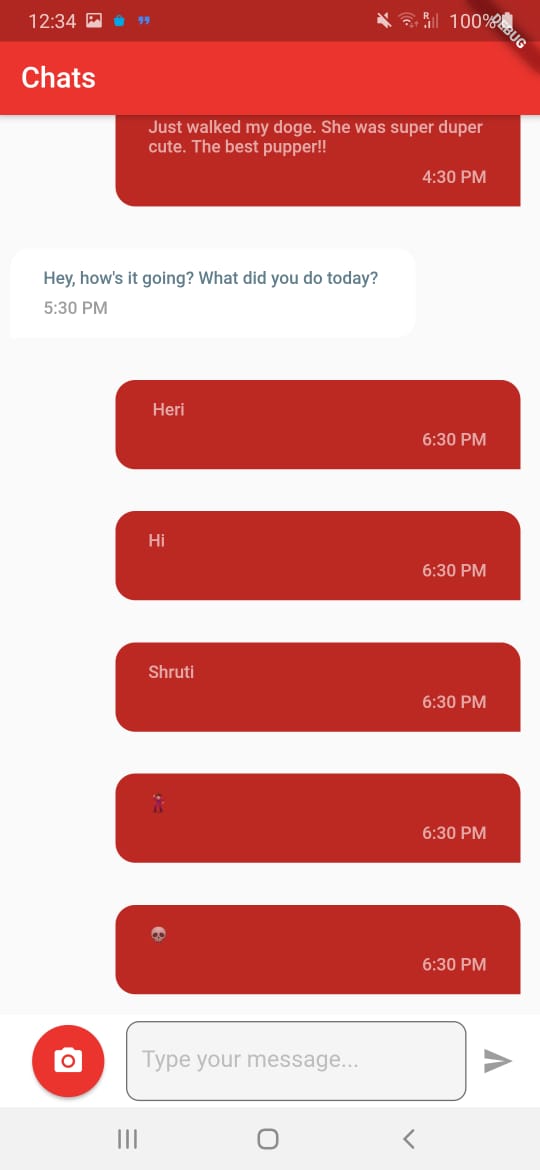 12:34 R 100%
DEBUG
Chats
Just walked my doge. She was super duper
cute. The best pupper!!
4:30 PM
Hey, how's it going? What did you do today?
5:30 PM
Heri
6:30 PM
Hi
6:30 PM
Shruti
6:30 PM
🕺
6:30 PM
💀
6:30 PM
Type your message...